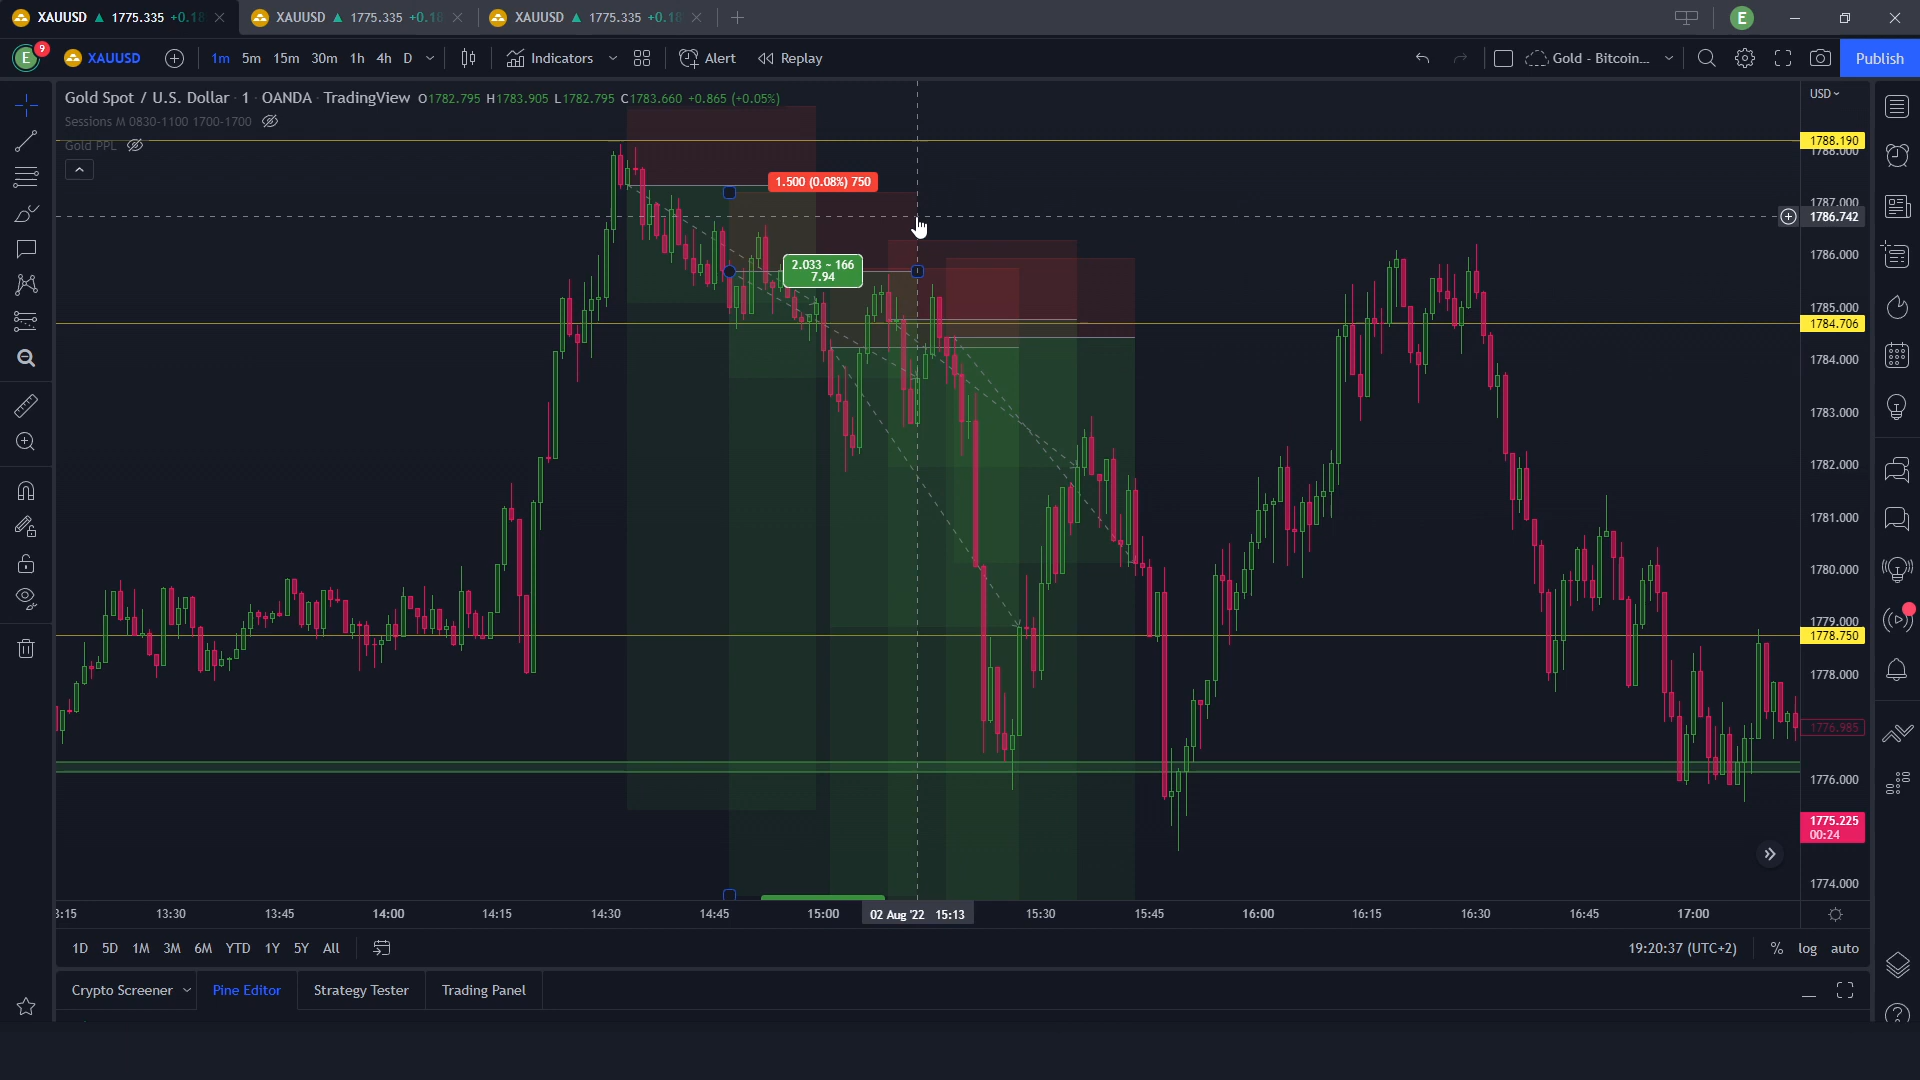 XAUUSD ▲ 1775.335 +0.18
XAUUSD ▲ 1775.335 +0.18
XAUUSD ▲ 1775.335 +0.18
E
E 9 XAUUSD 1m 5m 15m 30m 1h 4h D Indicators Alert Replay Gold - Bitcoin... Publish
Gold Spot / U.S. Dollar · 1 · OANDA · TradingView O1782.795 H1783.905 L1782.795 C1783.660 +0.865 (+0.05%)
USD
Sessions M 0830-1100 1700-1700
Gold PPL
1788.190
1788.000
1.500 (0.08%) 750
1787.000
1786.742
1786.000
2.033 ~ 166
7.94
1785.000
1784.706
1784.000
1783.000
1782.000
1781.000
1780.000
1779.000
1778.750
1778.000
1776.985
1776.000
1775.225
00:24
1774.000
3:15 13:30 13:45 14:00 14:15 14:30 14:45 15:00 02 Aug '22 15:13 15:30 15:45 16:00 16:15 16:30 16:45 17:00
1D 5D 1M 3M 6M YTD 1Y 5Y All 19:20:37 (UTC+2) % log auto
Crypto Screener Pine Editor Strategy Tester Trading Panel